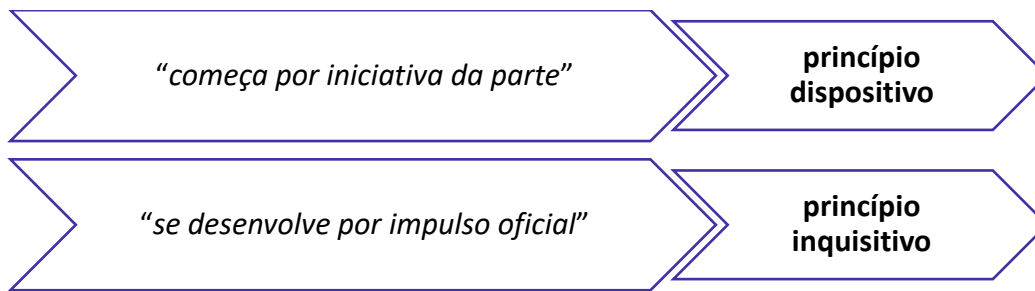 “começa por iniciativa da parte”
princípio
dispositivo
“se desenvolve por impulso oficial”
princípio
inquisitivo